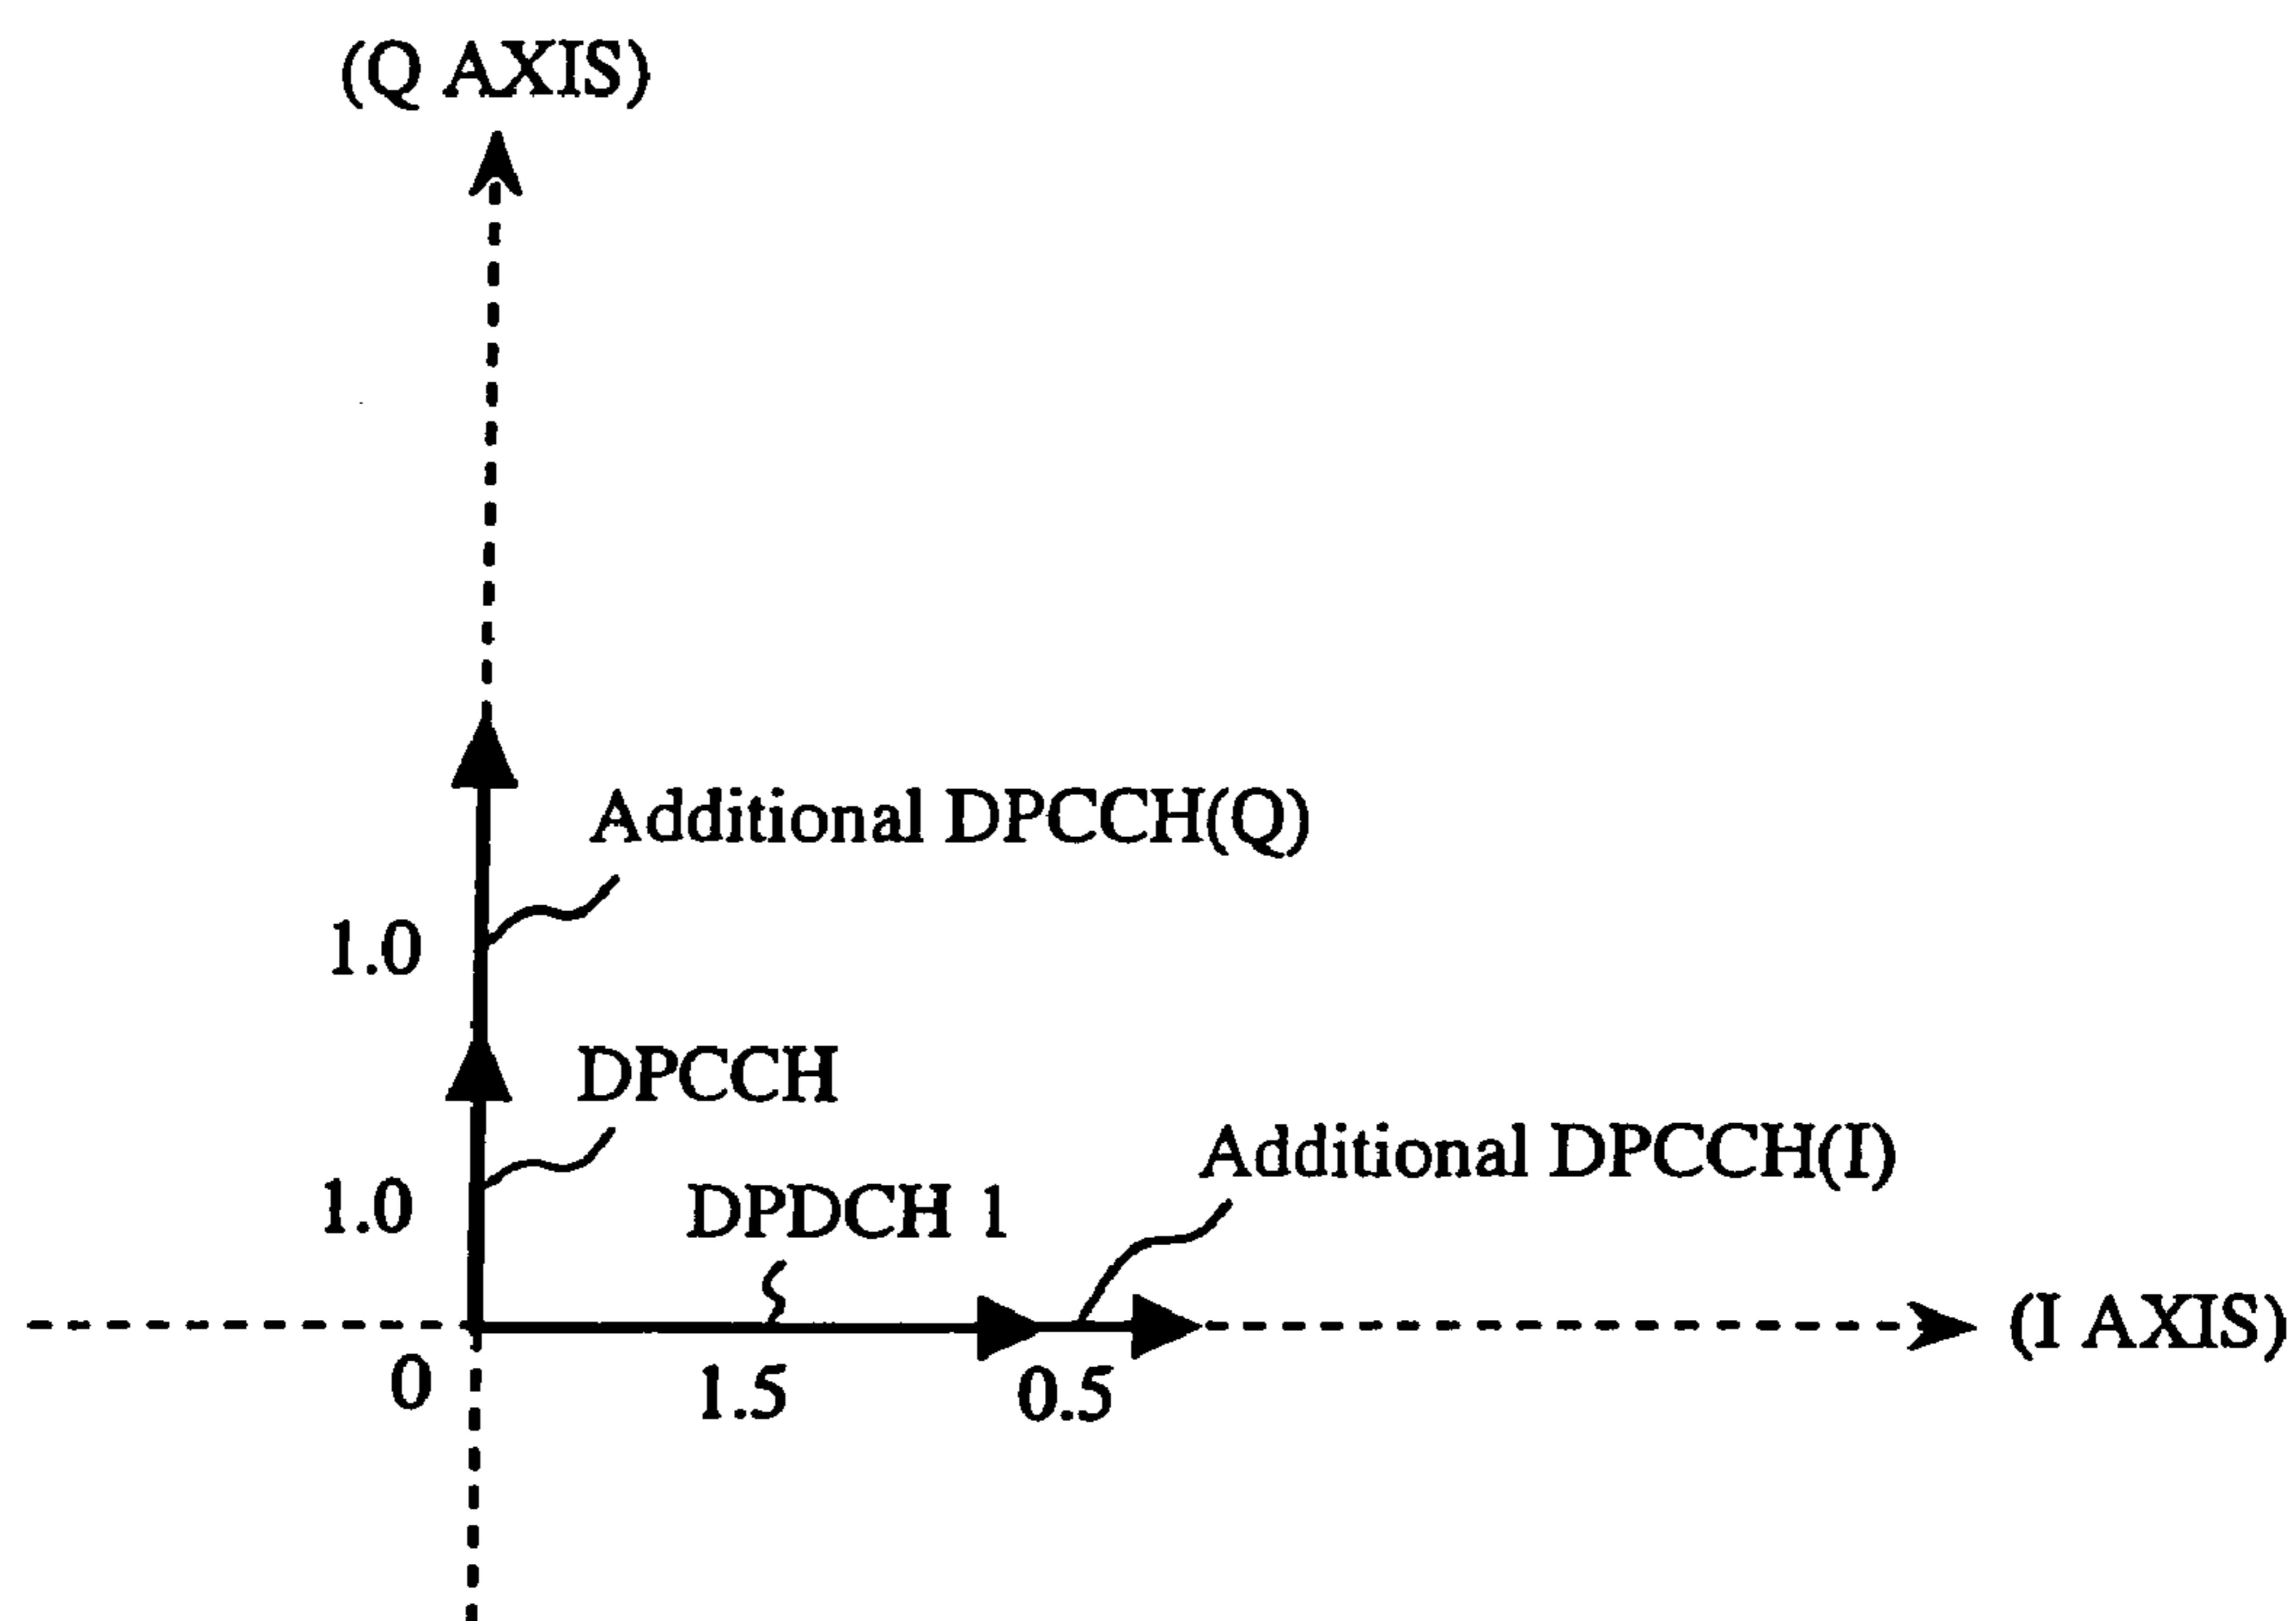 (Q AXIS)
Additional DPCCH(Q)
1.0
DPCCH
Additional DPCCH(I)
1.0
DPDCH 1
(I AXIS)
0
1.5
0.5